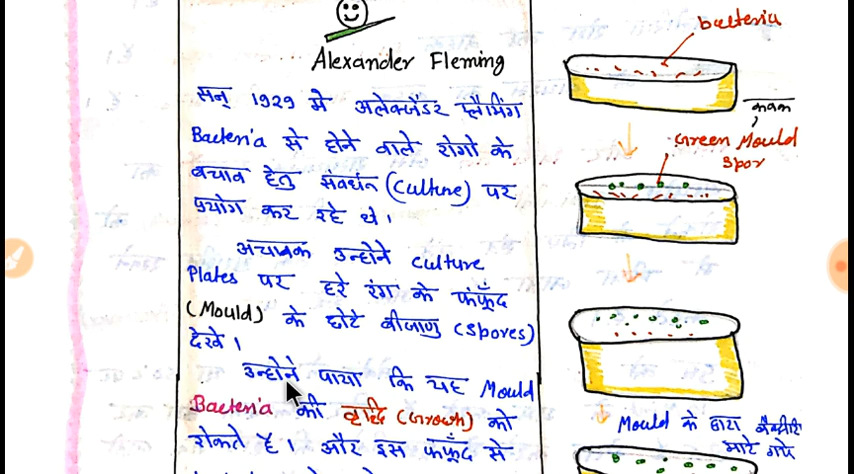 Alexander Fleming
सन् 1929 में अलेक्जेंडर फ्लैमिंग
Bacteria से होने वाले रोगो के
बचाव हेतु संवर्धन (Culture) पर
प्रयोग कर रहे थे।
अचानक उन्होने culture
Plates पर हरे रंग के फंफूँद
(Mould) के छोटे बीजाणु (Spores)
देखे।
उन्होने पाया कि यह Mould
Bacteria की वृद्धि (Growth) को
रोकते है। और इस फंफूँद से
bacteria
Green Mould
Spor
Mould के द्वारा